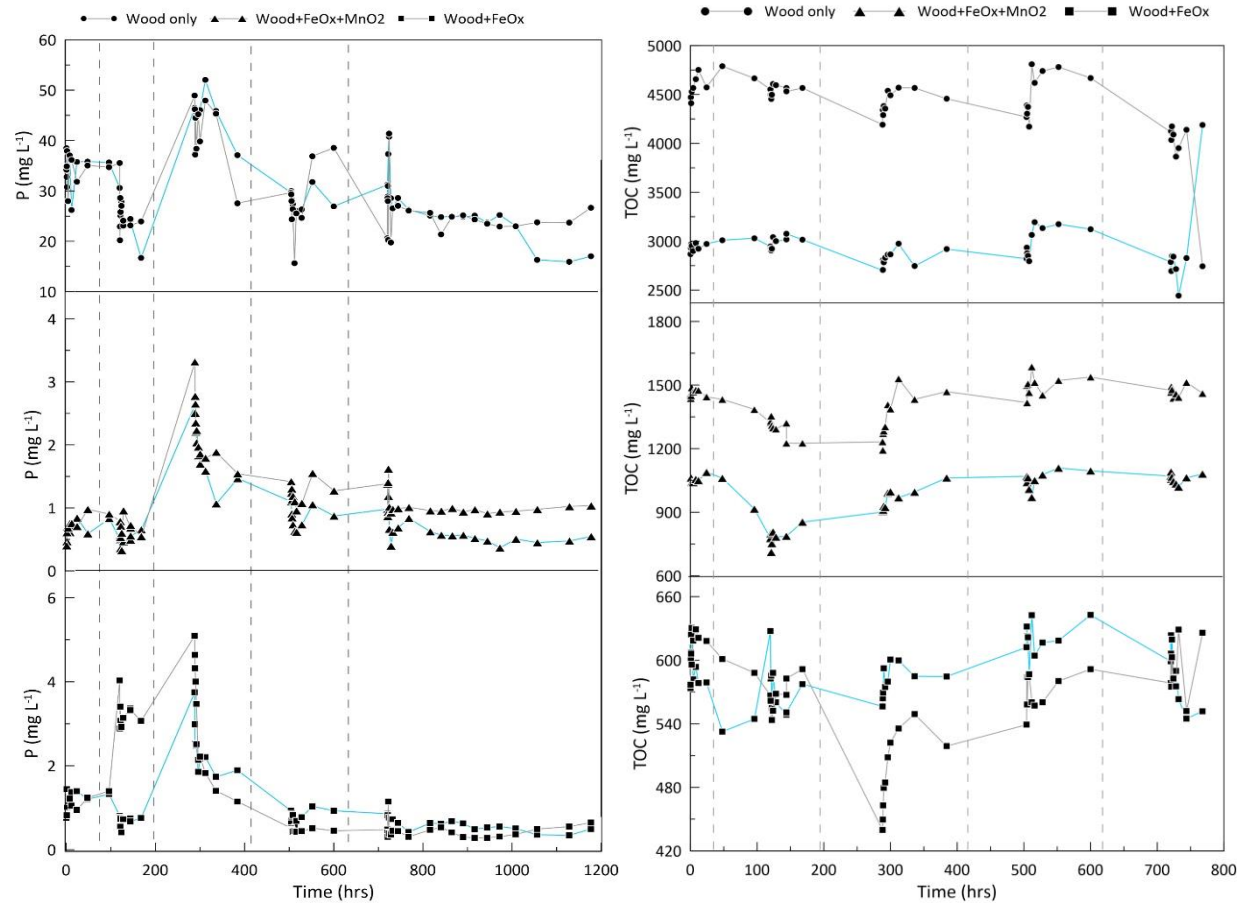 Wood only Wood+FeOx+MnO2 Wood+FeOx
60
50
40
30
20
10
P (mg L⁻¹)
3
2
1
0
P (mg L⁻¹)
6
4
2
0
P (mg L⁻¹)
0 200 400 600 800 1000 1200
Time (hrs)
Wood only Wood+FeOx+MnO2 Wood+FeOx
5000
4500
4000
3500
3000
2500
TOC (mg L⁻¹)
1800
1500
1200
900
600
TOC (mg L⁻¹)
660
600
540
480
420
TOC (mg L⁻¹)
0 100 200 300 400 500 600 700 800
Time (hrs)